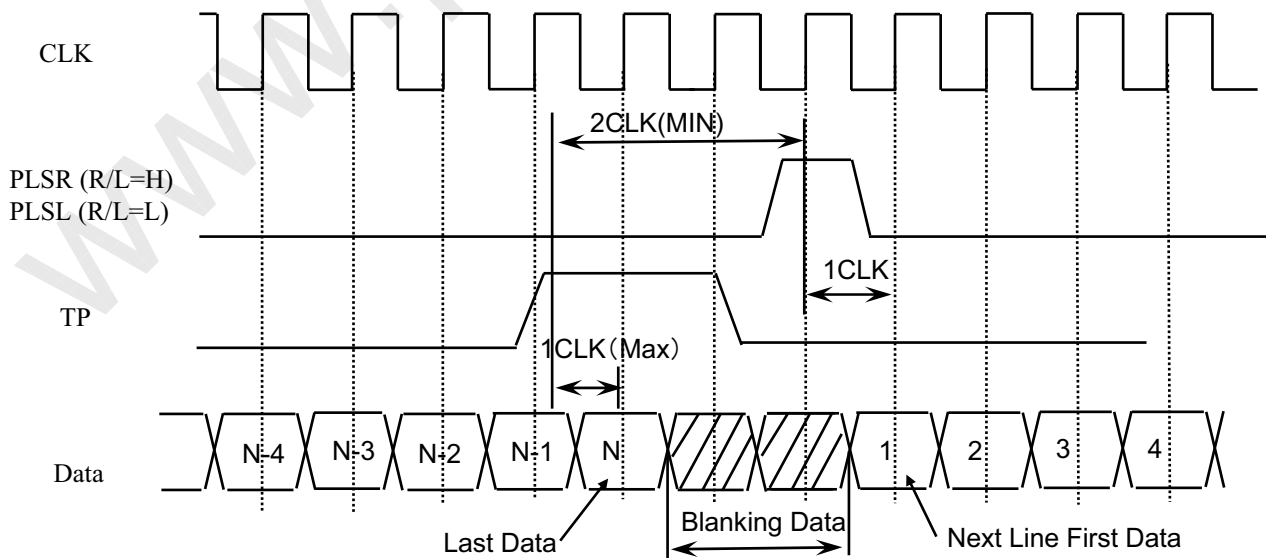 www.
CLK
2CLK(MIN)
PLSR (R/L=H)
PLSL (R/L=L)
1CLK
TP
1CLK(Max)
Data
N-4 N-3 N-2 N-1 N 1 2 3 4
Last Data
Blanking Data
Next Line First Data